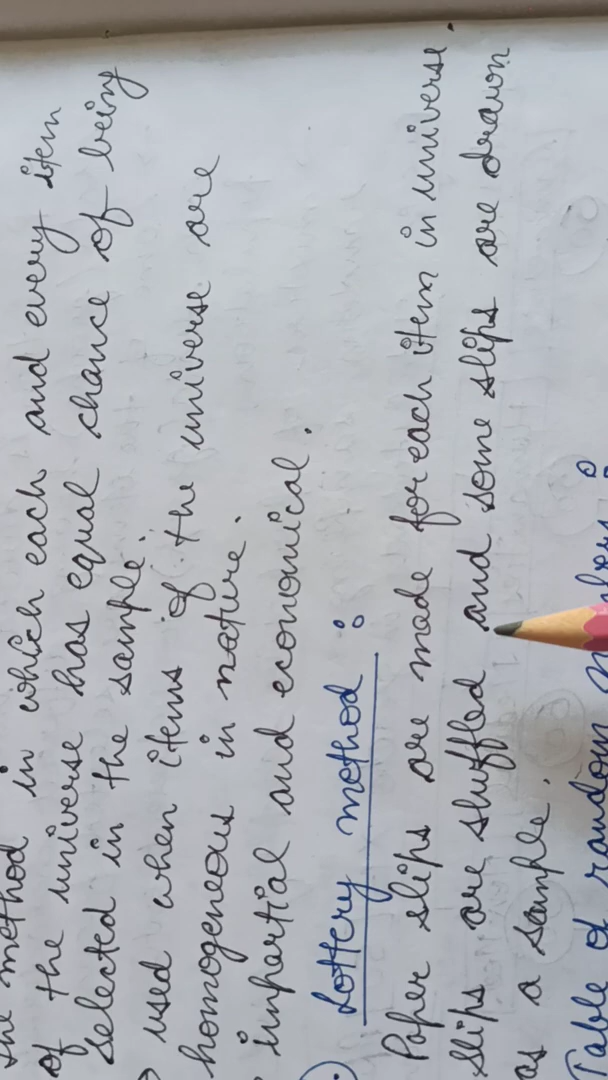 the method in which each and every item
of the universe has equal chance of being
selected in the sample.
used when items of the universe are
homogeneous in nature.
impartial and economical.
Lottery method :
Paper slips are made for each item in universe.
slips are shuffled and some slips are drawn
as a sample.
Table of random